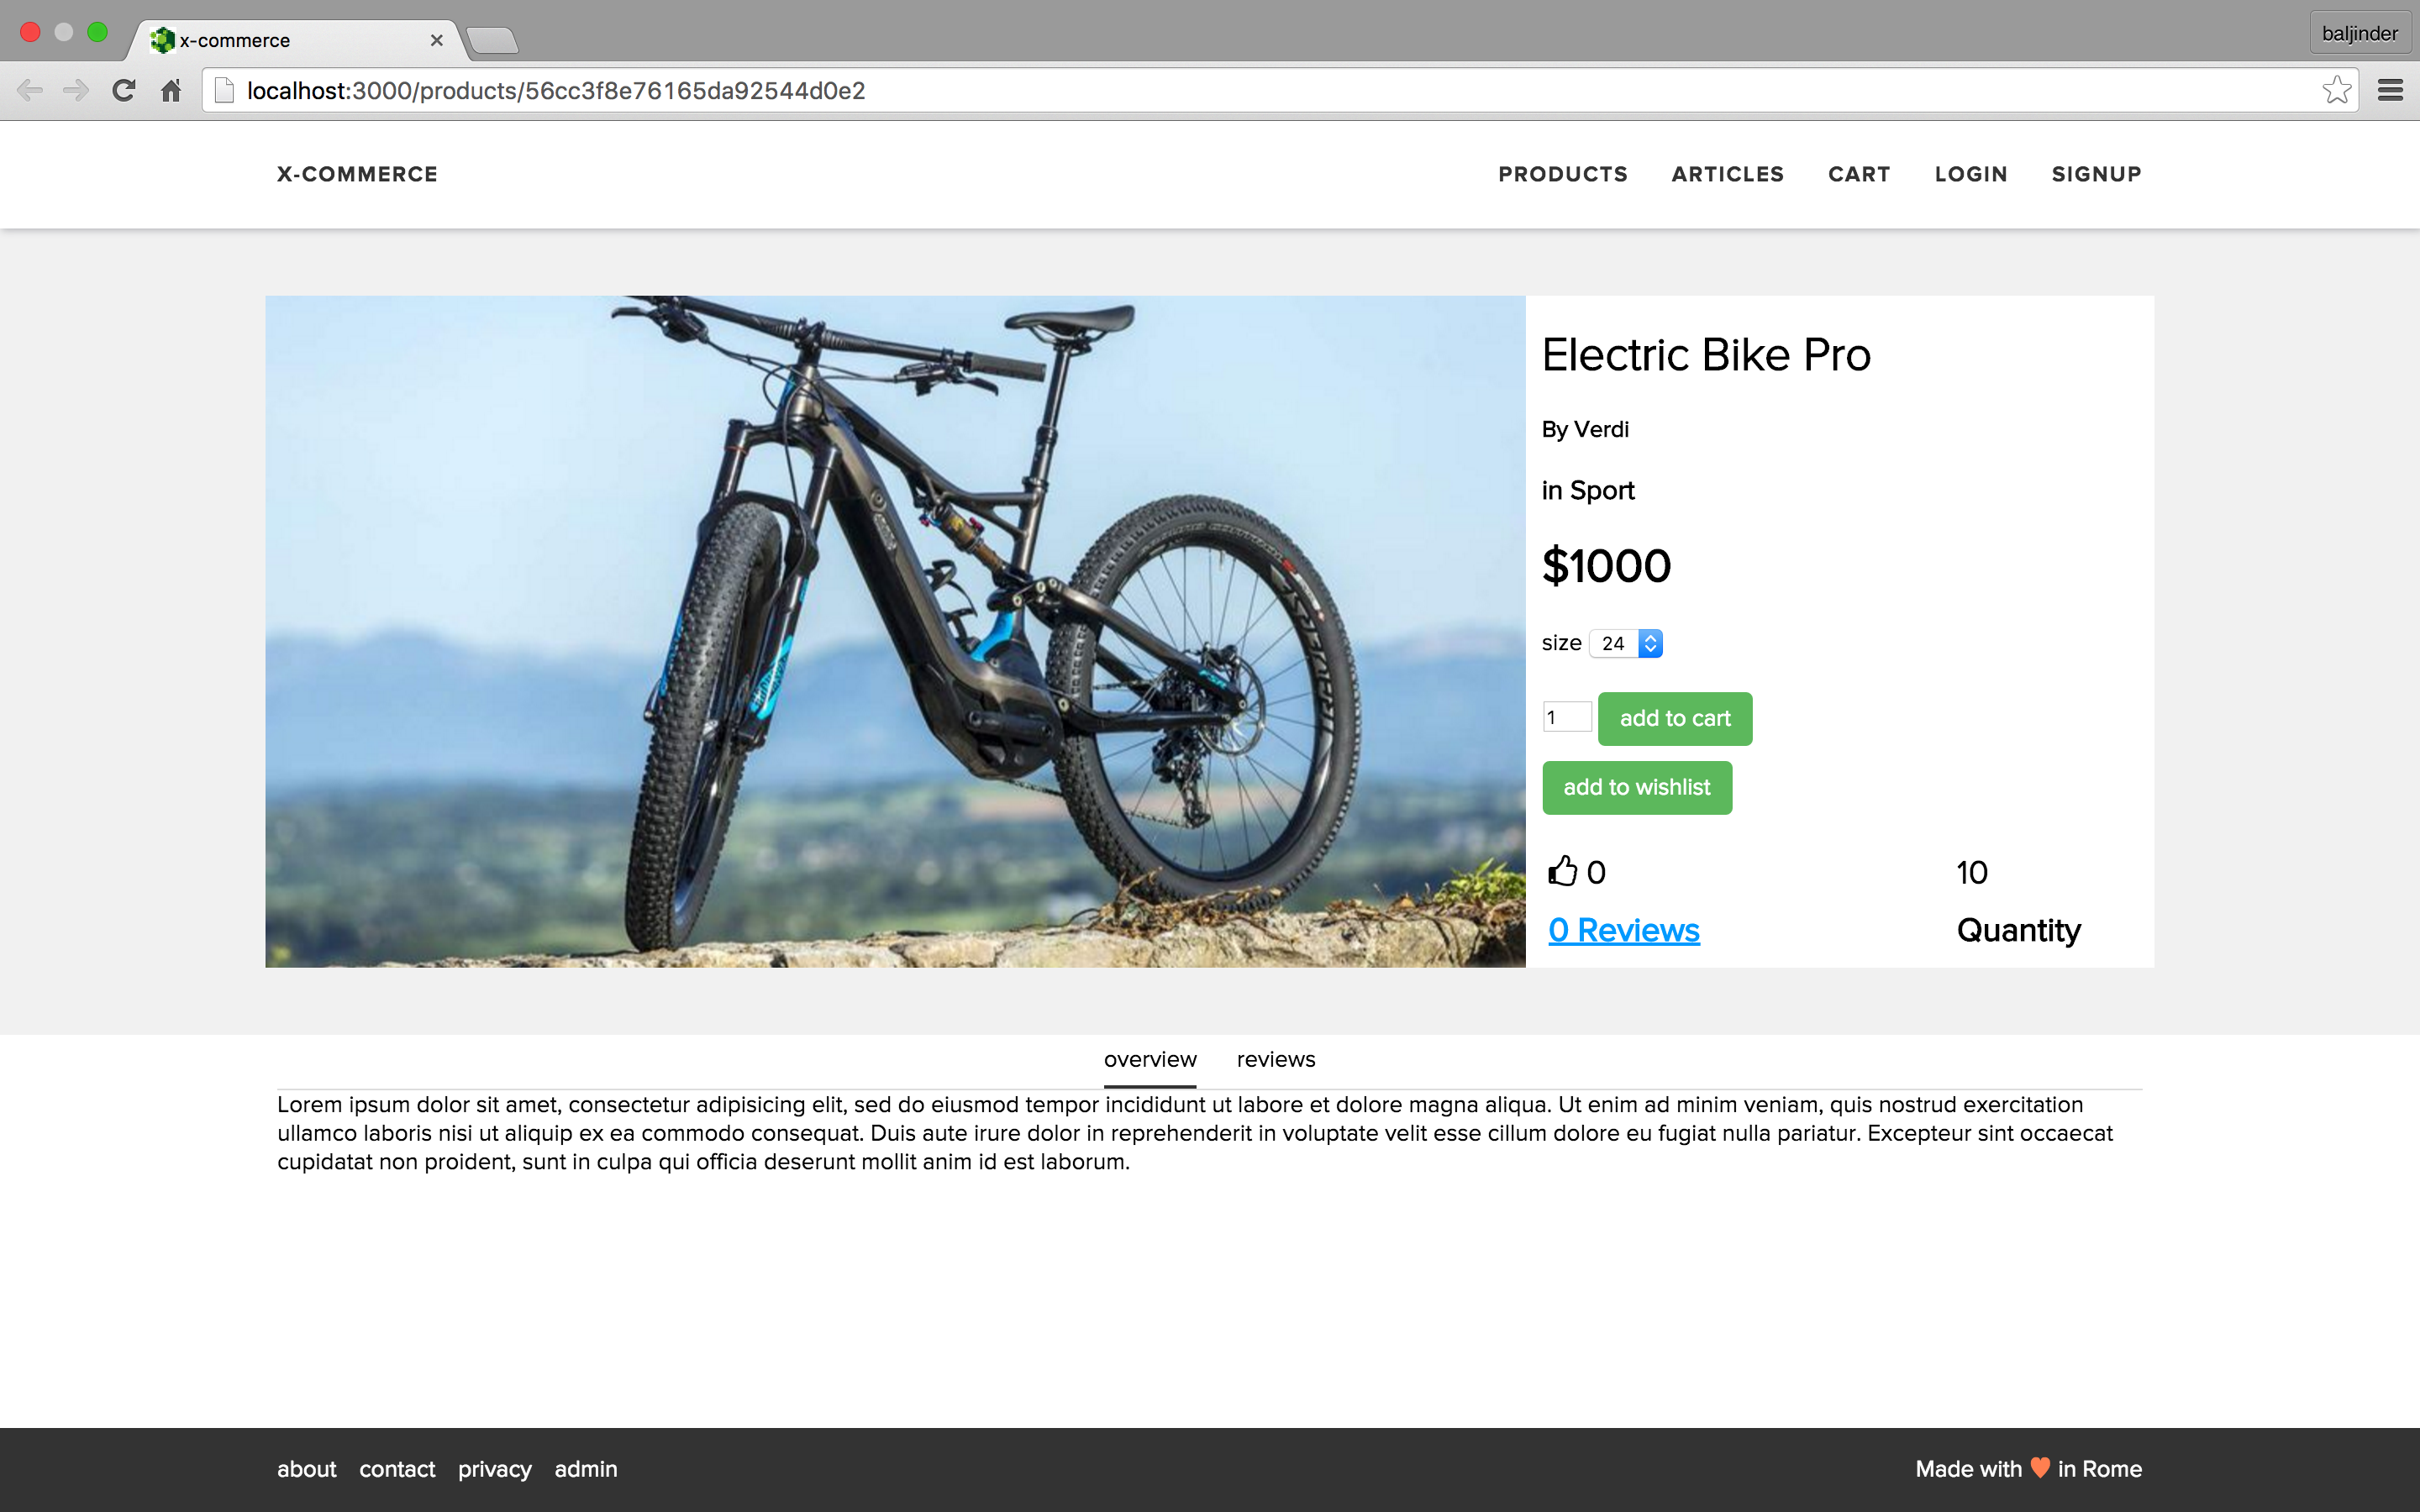 x-commerce
baljinder
localhost:3000/products/56cc3f8e76165da92544d0e2
X-COMMERCE
PRODUCTS ARTICLES CART LOGIN SIGNUP
Electric Bike Pro
By Verdi
in Sport
$1000
size 24
1 add to cart
add to wishlist
0 10
0 Reviews Quantity
FSR
overview reviews
Lorem ipsum dolor sit amet, consectetur adipisicing elit, sed do eiusmod tempor incididunt ut labore et dolore magna aliqua. Ut enim ad minim veniam, quis nostrud exercitation
ullamco laboris nisi ut aliquip ex ea commodo consequat. Duis aute irure dolor in reprehenderit in voluptate velit esse cillum dolore eu fugiat nulla pariatur. Excepteur sint occaecat
cupidatat non proident, sunt in culpa qui officia deserunt mollit anim id est laborum.
about contact privacy admin
Made with ♥ in Rome